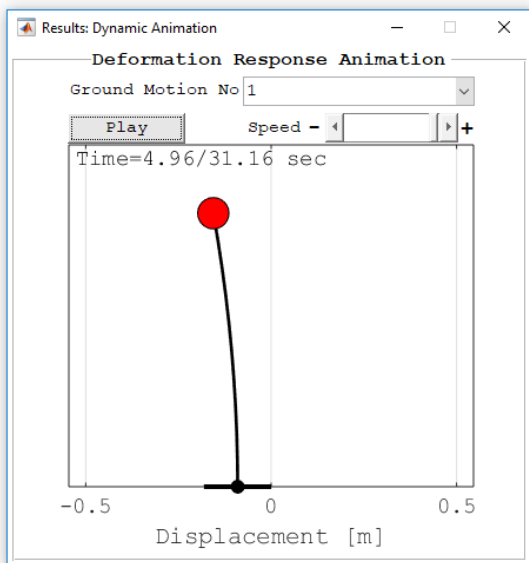 Results: Dynamic Animation
Deformation Response Animation
Ground Motion No 1
Play Speed - +
Time=4.96/31.16 sec
-0.5 0 0.5
Displacement [m]